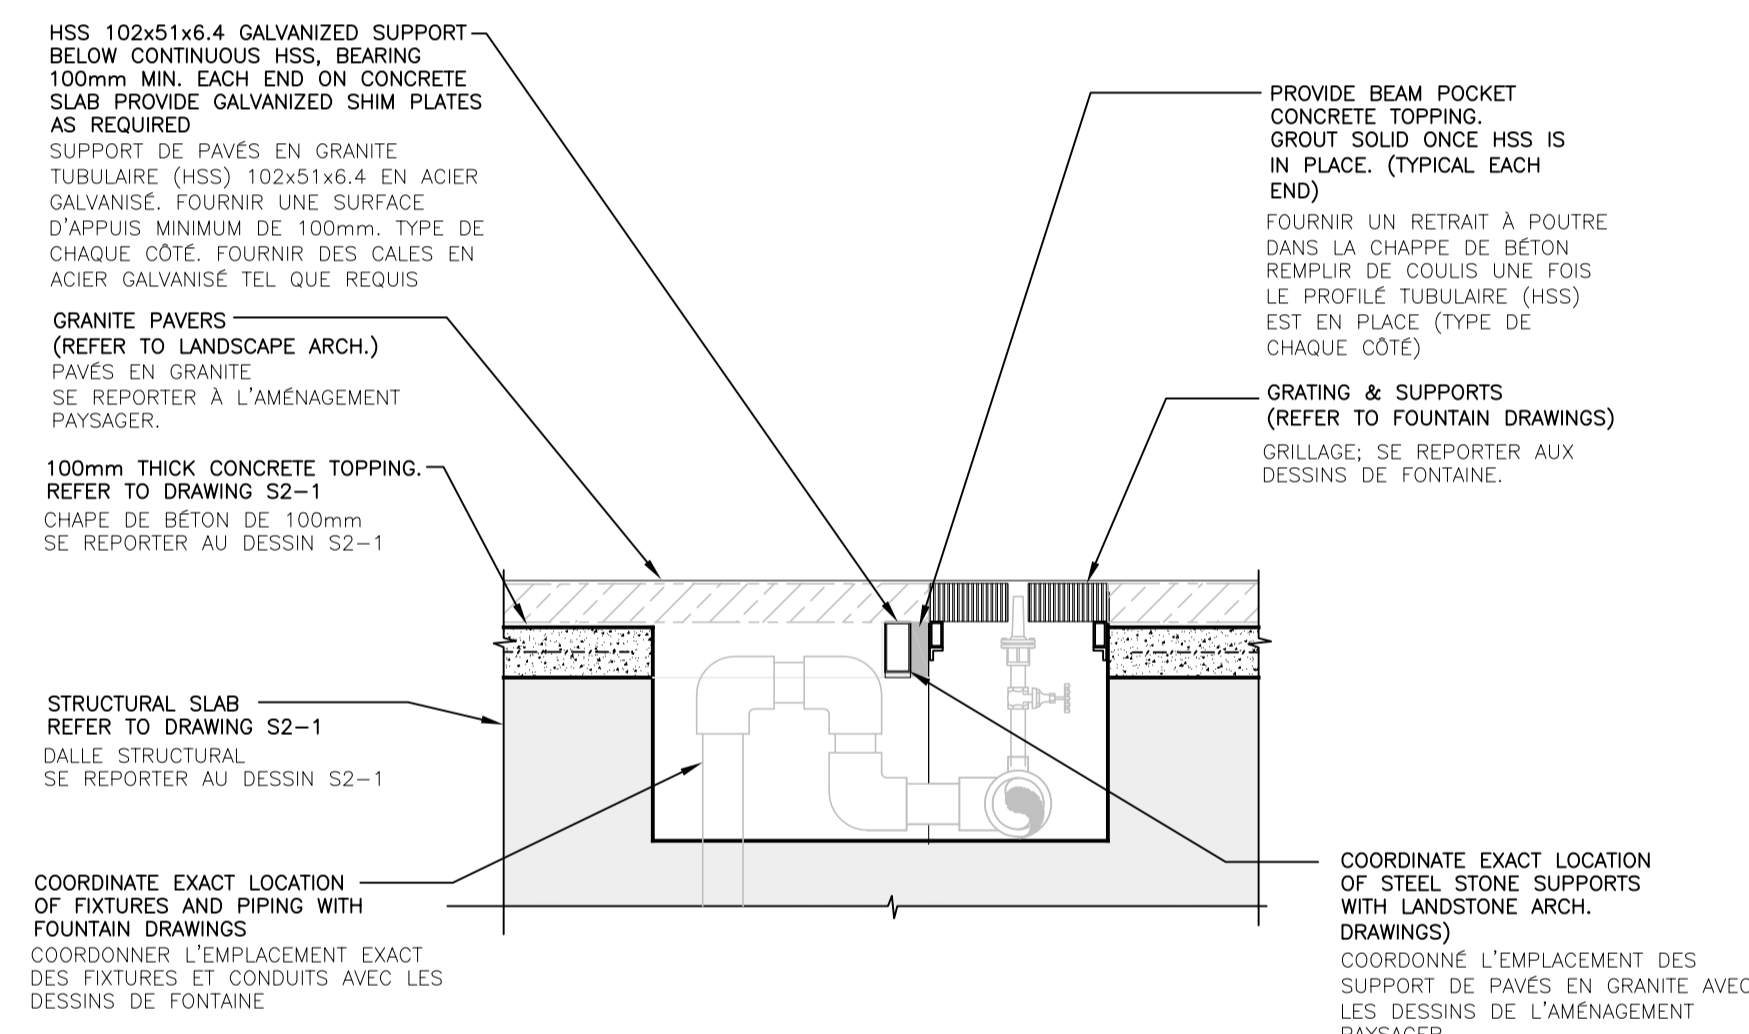 HSS 102x51x6.4 GALVANIZED SUPPORT
BELOW CONTINUOUS HSS, BEARING
100mm MIN. EACH END ON CONCRETE
SLAB PROVIDE GALVANIZED SHIM PLATES
AS REQUIRED
SUPPORT DE PAVÉS EN GRANITE
TUBULAIRE (HSS) 102x51x6.4 EN ACIER
GALVANISÉ. FOURNIR UNE SURFACE
D'APPUIS MINIMUM DE 100mm. TYPE DE
CHAQUE CÔTÉ. FOURNIR DES CALES EN
ACIER GALVANISÉ TEL QUE REQUIS
GRANITE PAVERS
(REFER TO LANDSCAPE ARCH.)
PAVÉS EN GRANITE
SE REPORTER À L'AMÉNAGEMENT
PAYSAGER.
100mm THICK CONCRETE TOPPING.
REFER TO DRAWING S2-1
CHAPE DE BÉTON DE 100mm
SE REPORTER AU DESSIN S2-1
STRUCTURAL SLAB
REFER TO DRAWING S2-1
DALLE STRUCTURAL
SE REPORTER AU DESSIN S2-1
COORDINATE EXACT LOCATION
OF FIXTURES AND PIPING WITH
FOUNTAIN DRAWINGS
COORDONNER L'EMPLACEMENT EXACT
DES FIXTURES ET CONDUITS AVEC LES
DESSINS DE FONTAINE
PROVIDE BEAM POCKET
CONCRETE TOPPING.
GROUT SOLID ONCE HSS IS
IN PLACE. (TYPICAL EACH
END)
FOURNIR UN RETRAIT À POUTRE
DANS LA CHAPPE DE BÉTON
REMPLIR DE COULIS UNE FOIS
LE PROFILÉ TUBULAIRE (HSS)
EST EN PLACE (TYPE DE
CHAQUE CÔTÉ)
GRATING & SUPPORTS
(REFER TO FOUNTAIN DRAWINGS)
GRILLAGE; SE REPORTER AUX
DESSINS DE FONTAINE.
COORDINATE EXACT LOCATION
OF STEEL STONE SUPPORTS
WITH LANDSTONE ARCH.
DRAWINGS)
COORDONNÉ L'EMPLACEMENT DES
SUPPORT DE PAVÉS EN GRANITE AVEC
LES DESSINS DE L'AMÉNAGEMENT